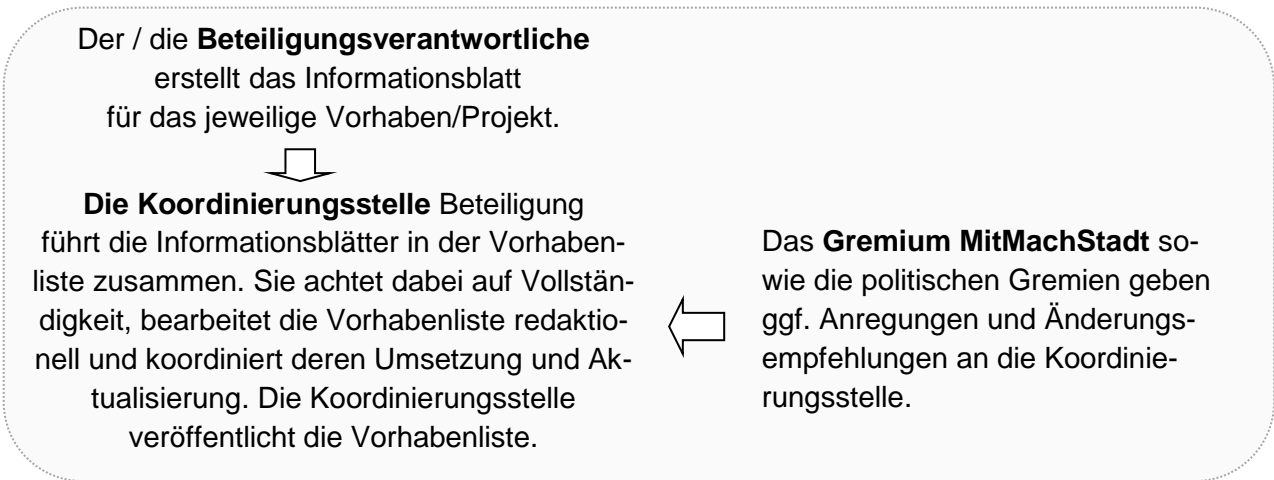 Der / die Beteiligungsverantwortliche
erstellt das Informationsblatt
für das jeweilige Vorhaben/Projekt.
Die Koordinierungsstelle Beteiligung
führt die Informationsblätter in der Vorhaben-
liste zusammen. Sie achtet dabei auf Vollstän-
digkeit, bearbeitet die Vorhabenliste redaktio-
nell und koordiniert deren Umsetzung und Ak-
tualisierung. Die Koordinierungsstelle
veröffentlicht die Vorhabenliste.
Das Gremium MitMachStadt so-
wie die politischen Gremien geben
ggf. Anregungen und Änderungs-
empfehlungen an die Koordinie-
rungsstelle.